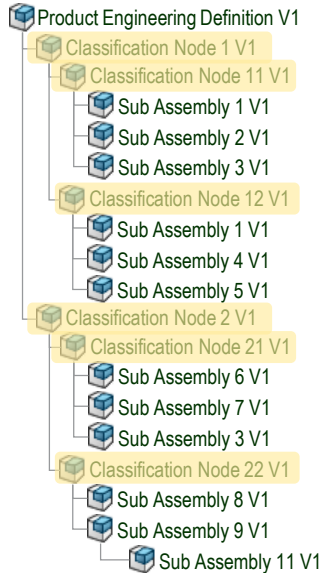 Product Engineering Definition V1
Classification Node 1 V1
Classification Node 11 V1
Sub Assembly 1 V1
Sub Assembly 2 V1
Sub Assembly 3 V1
Classification Node 12 V1
Sub Assembly 1 V1
Sub Assembly 4 V1
Sub Assembly 5 V1
Classification Node 2 V1
Classification Node 21 V1
Sub Assembly 6 V1
Sub Assembly 7 V1
Sub Assembly 3 V1
Classification Node 22 V1
Sub Assembly 8 V1
Sub Assembly 9 V1
Sub Assembly 11 V1